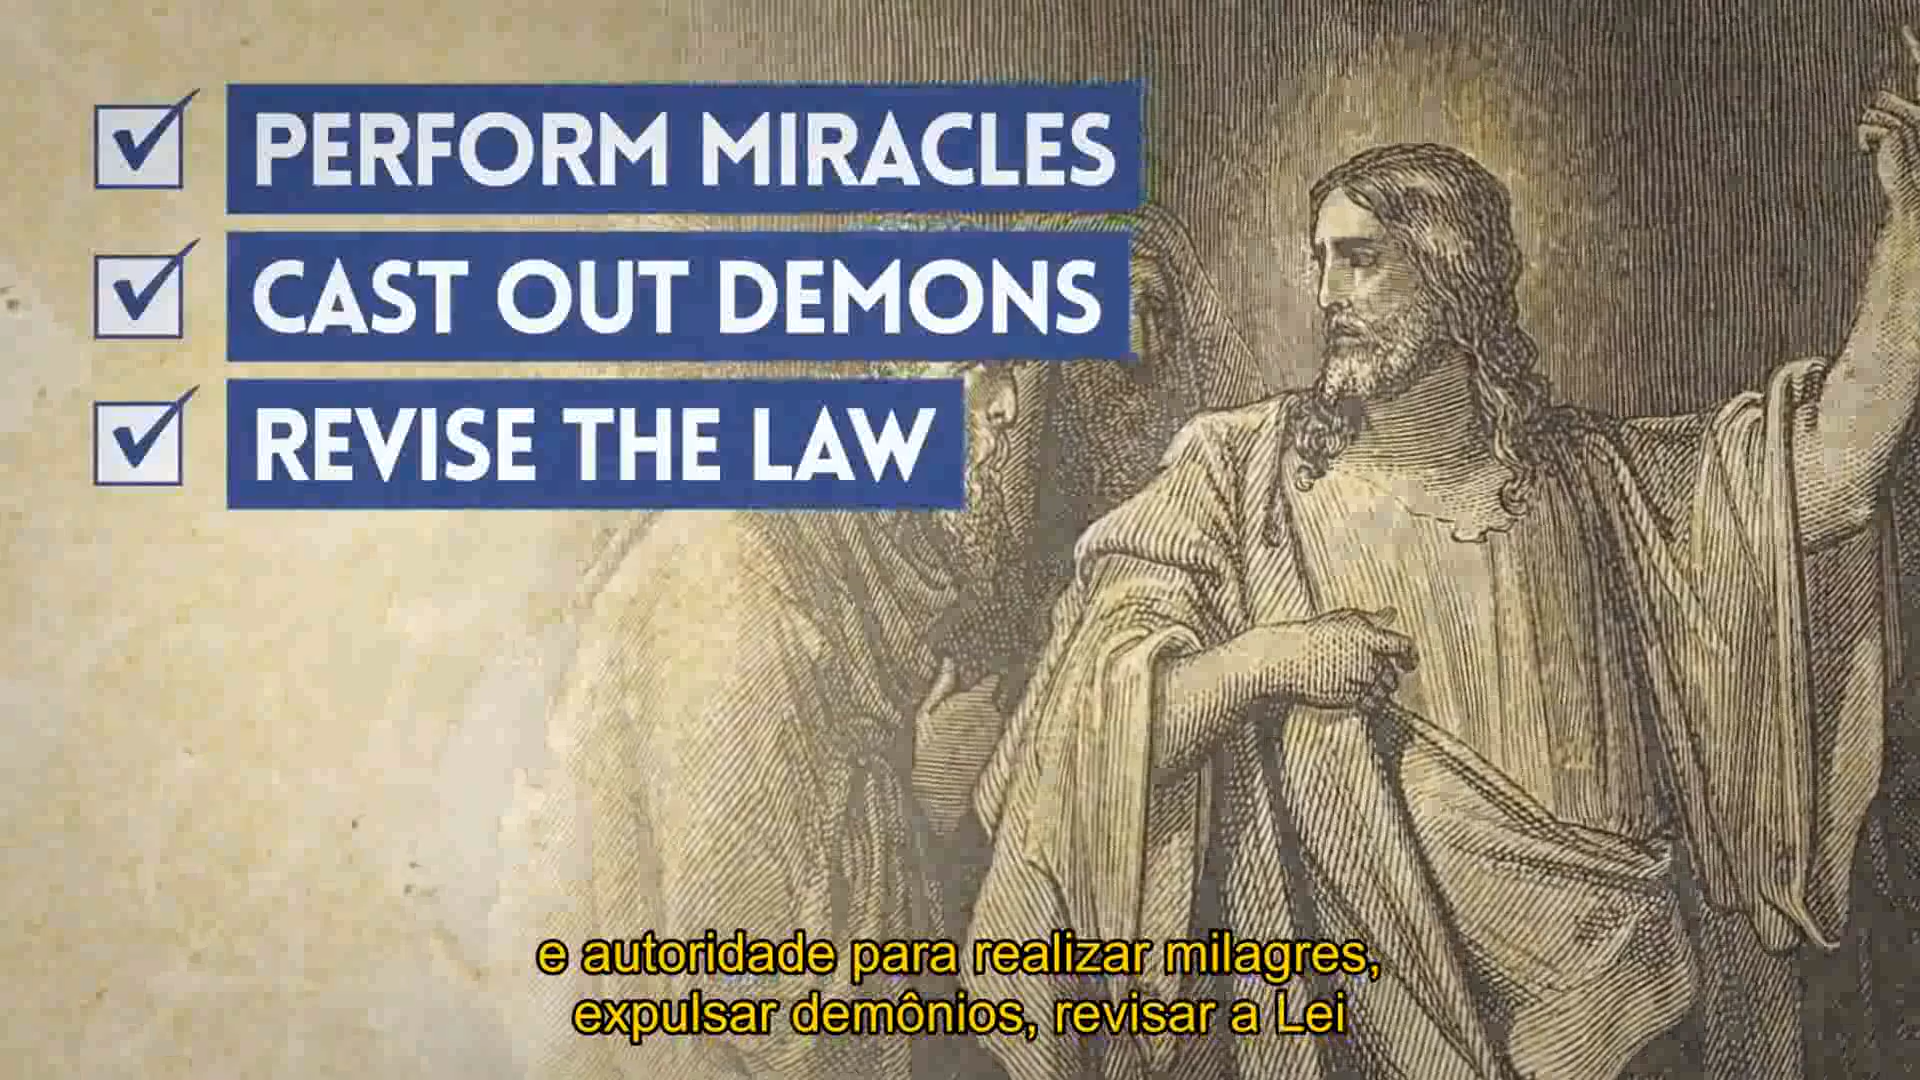 PERFORM MIRACLES
CAST OUT DEMONS
REVISE THE LAW
e autoridade para realizar milagres,
expulsar demônios, revisar a Lei